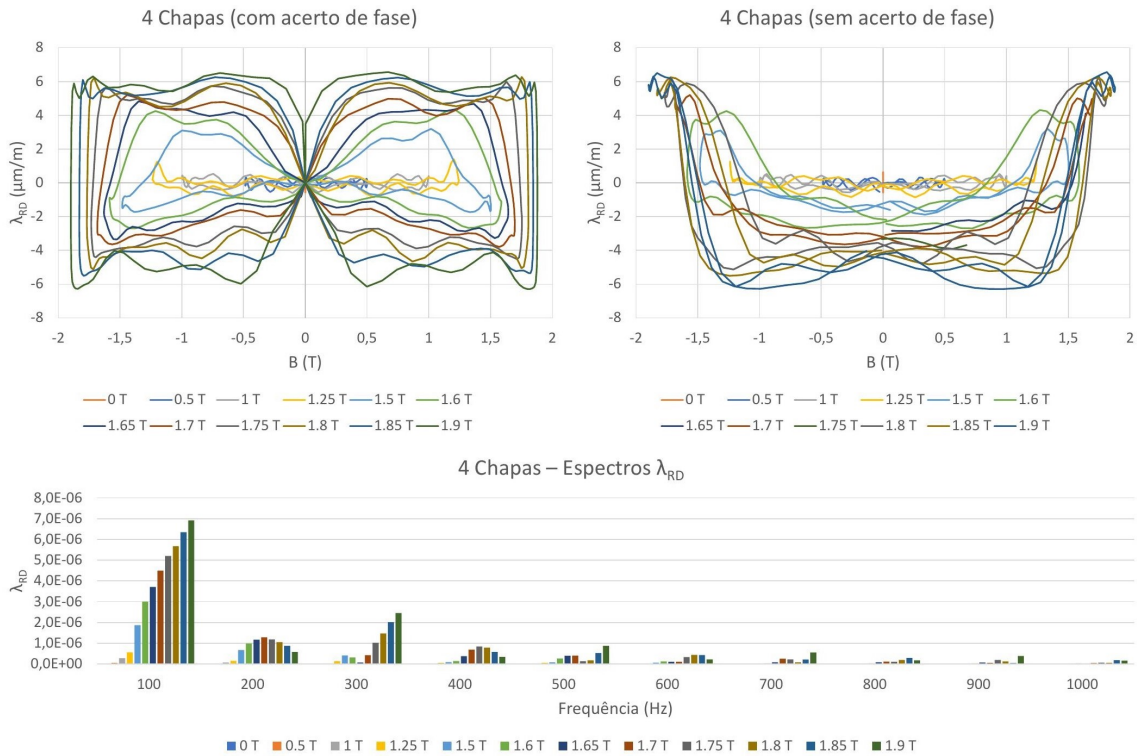 4 Chapas (com acerto de fase)
8
6
4
2
0
-2
-4
-6
-8
λRD (µm/m)
-2 -1,5 -1 -0,5 0 0,5 1 1,5 2
B (T)
0 T 0.5 T 1 T 1.25 T 1.5 T 1.6 T
1.65 T 1.7 T 1.75 T 1.8 T 1.85 T 1.9 T
4 Chapas (sem acerto de fase)
8
6
4
2
0
-2
-4
-6
-8
λRD (µm/m)
-2 -1,5 -1 -0,5 0 0,5 1 1,5 2
B (T)
0 T 0.5 T 1 T 1.25 T 1.5 T 1.6 T
1.65 T 1.7 T 1.75 T 1.8 T 1.85 T 1.9 T
4 Chapas – Espectros λRD
8,0E-06
7,0E-06
6,0E-06
5,0E-06
4,0E-06
3,0E-06
2,0E-06
1,0E-06
0,0E+00
λRD
100 200 300 400 500 600 700 800 900 1000
Frequência (Hz)
0 T 0.5 T 1 T 1.25 T 1.5 T 1.6 T 1.65 T 1.7 T 1.75 T 1.8 T 1.85 T 1.9 T